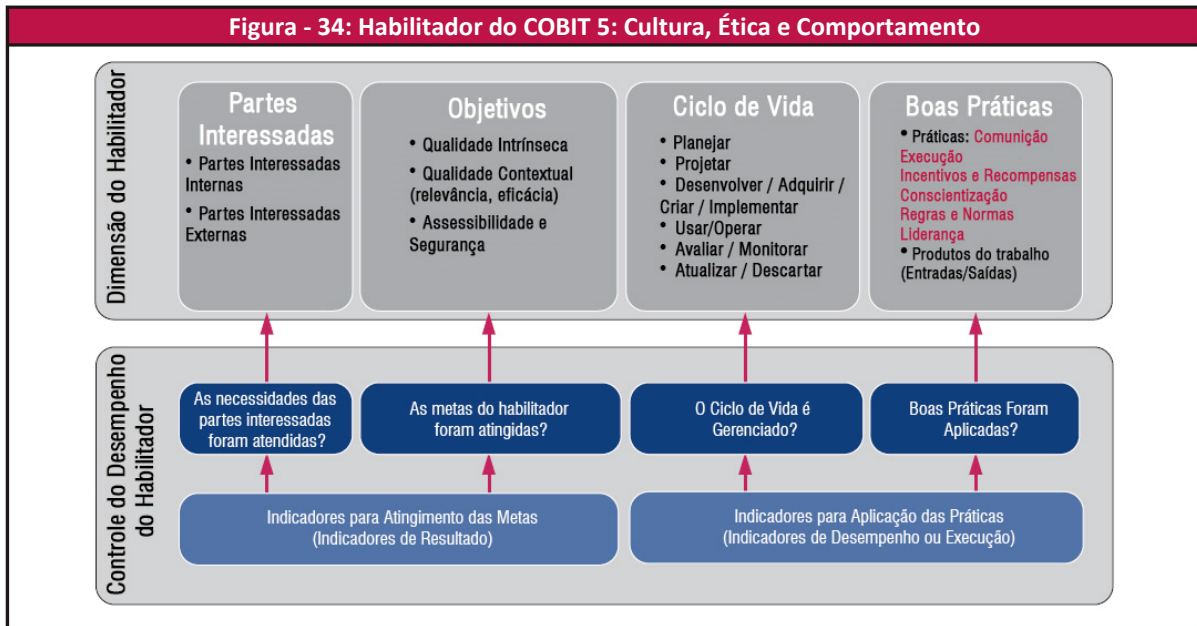 Figura - 34: Habilitador do COBIT 5: Cultura, Ética e Comportamento
Dimensão do Habilitador
Partes
Interessadas
• Partes Interessadas
Internas
• Partes Interessadas
Externas
Objetivos
• Qualidade Intrínseca
• Qualidade Contextual
(relevância, eficácia)
• Assessibilidade e
Segurança
Ciclo de Vida
• Planejar
• Projetar
• Desenvolver / Adquirir /
Criar / Implementar
• Usar/Operar
• Avaliar / Monitorar
• Atualizar / Descartar
Boas Práticas
• Práticas: Comunição
Execução
Incentivos e Recompensas
Conscientização
Regras e Normas
Liderança
• Produtos do trabalho
(Entradas/Saídas)
Controle do Desempenho
do Habilitador
As necessidades das
partes interessadas
foram atendidas?
As metas do habilitador
foram atingidas?
O Ciclo de Vida é
Gerenciado?
Boas Práticas Foram
Aplicadas?
Indicadores para Atingimento das Metas
(Indicadores de Resultado)
Indicadores para Aplicação das Práticas
(Indicadores de Desempenho ou Execução)